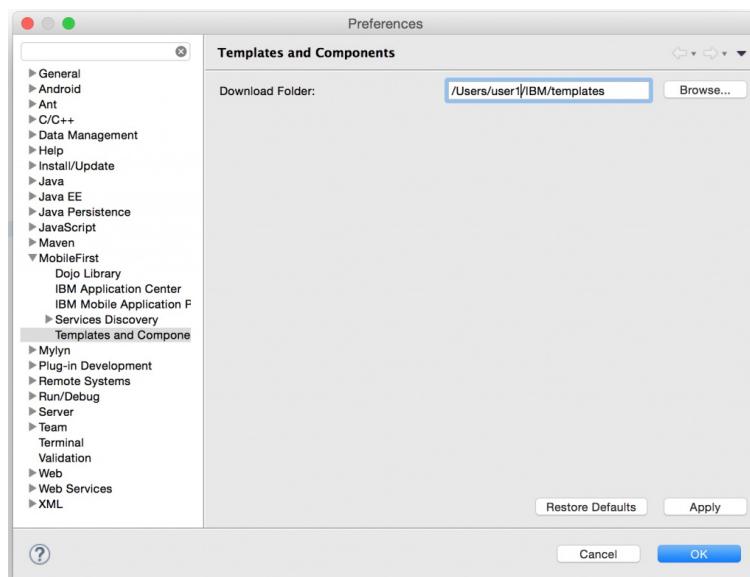 Preferences
Templates and Components
General
Android
Ant
C/C++
Data Management
Help
Install/Update
Java
Java EE
Java Persistence
JavaScript
Maven
MobileFirst
Dojo Library
IBM Application Center
IBM Mobile Application P
Services Discovery
Templates and Compone
Mylyn
Plug-in Development
Remote Systems
Run/Debug
Server
Team
Terminal
Validation
Web
Web Services
XML
Download Folder: /Users/user1/IBM/templates Browse...
Restore Defaults Apply
? Cancel OK